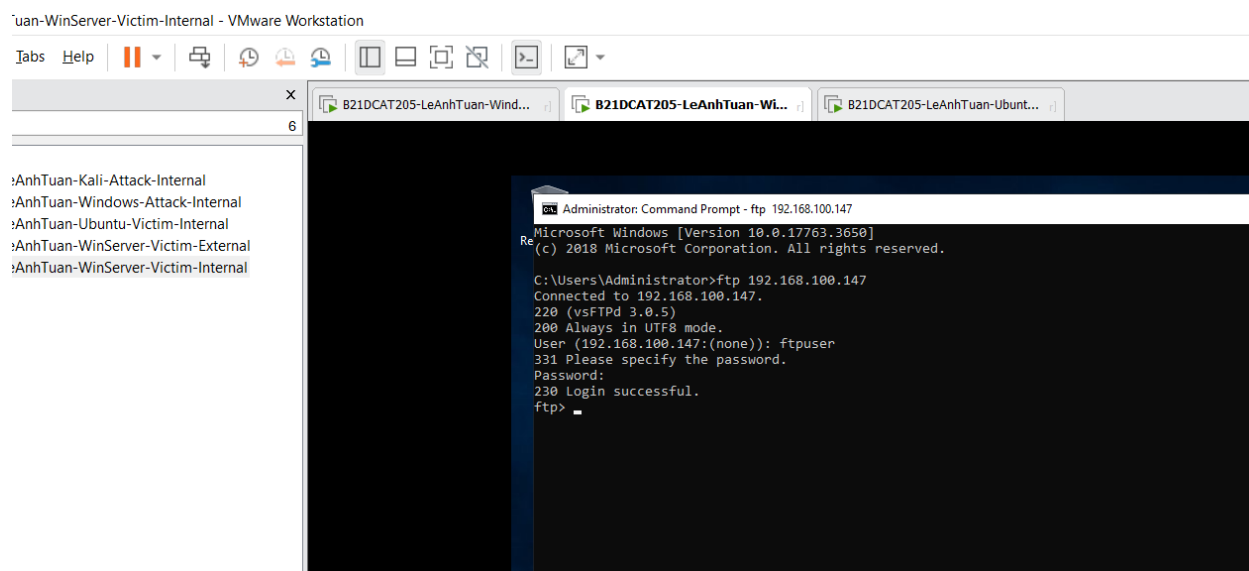 uan-WinServer-Victim-Internal - VMware Workstation
Tabs Help
x
6
B21DCAT205-LeAnhTuan-Wind...
B21DCAT205-LeAnhTuan-Wi...
B21DCAT205-LeAnhTuan-Ubunt...
eAnhTuan-Kali-Attack-Internal
eAnhTuan-Windows-Attack-Internal
eAnhTuan-Ubuntu-Victim-Internal
eAnhTuan-WinServer-Victim-External
eAnhTuan-WinServer-Victim-Internal
Re
Administrator: Command Prompt - ftp 192.168.100.147
Microsoft Windows [Version 10.0.17763.3650]
(c) 2018 Microsoft Corporation. All rights reserved.
C:\Users\Administrator>ftp 192.168.100.147
Connected to 192.168.100.147.
220 (vsFTPd 3.0.5)
200 Always in UTF8 mode.
User (192.168.100.147:(none)): ftpuser
331 Please specify the password.
Password:
230 Login successful.
ftp>